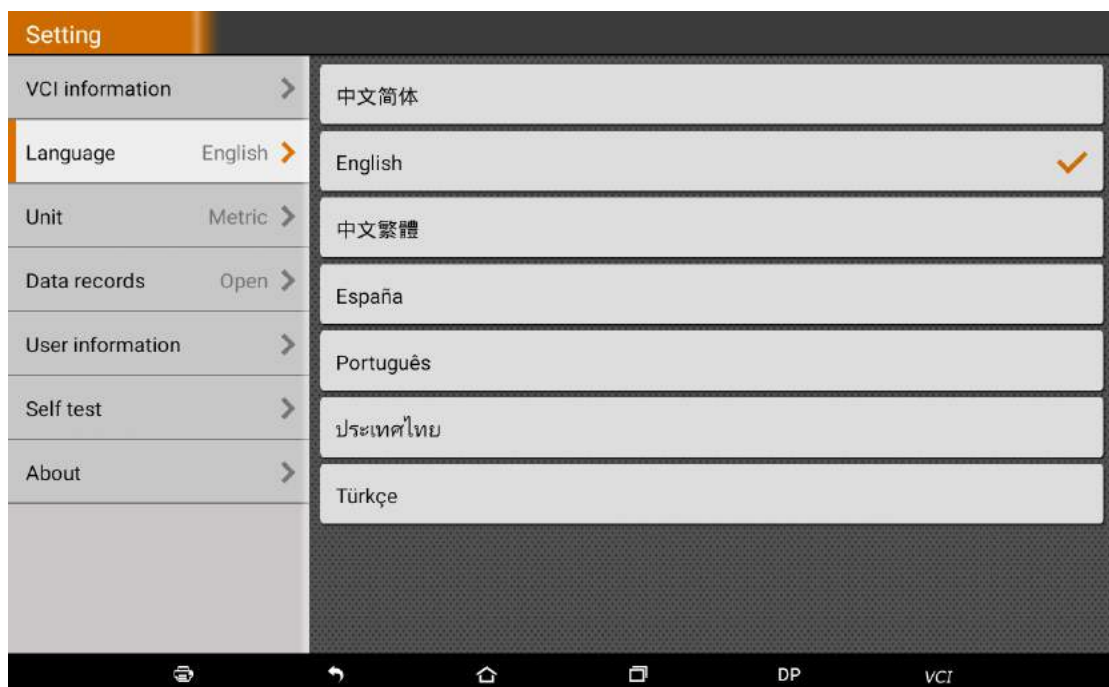 Setting
VCI information
Language English
Unit Metric
Data records Open
User information
Self test
About
中文简体
English
中文繁體
España
Português
ประเทศไทย
Türkçe
DP VCI